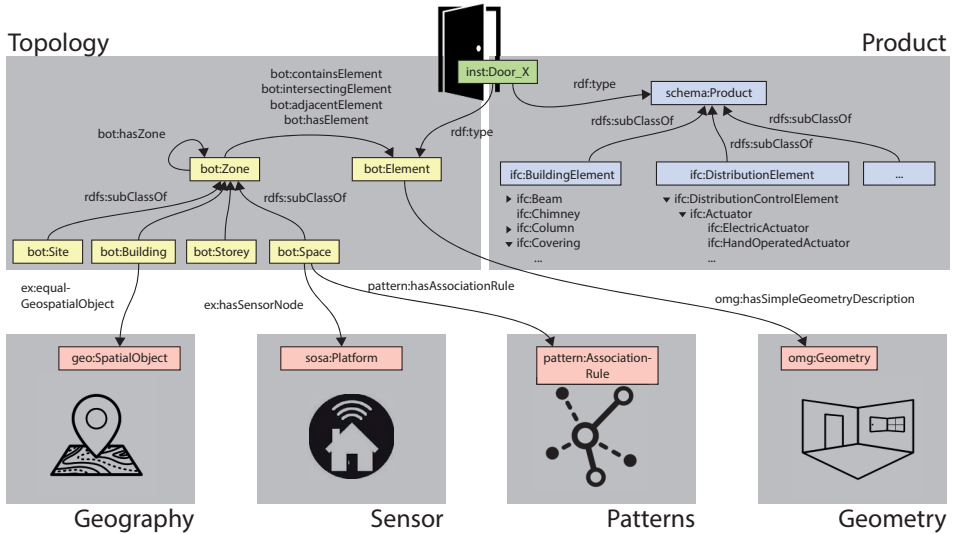 Topology
Product
inst:Door_X
bot:containsElement
bot:intersectingElement
bot:adjacentElement
bot:hasElement
rdf:type
schema:Product
bot:hasZone
rdf:type
rdfs:subClassOf
rdfs:subClassOf
bot:Zone
bot:Element
ifc:BuildingElement
ifc:DistributionElement
...
rdfs:subClassOf
rdfs:subClassOf
ifc:Beam
ifc:Chimney
ifc:Column
ifc:Covering
...
ifc:DistributionControlElement
ifc:Actuator
ifc:ElectricActuator
ifc:HandOperatedActuator
...
bot:Site
bot:Building
bot:Storey
bot:Space
ex:equal-
GeospatialObject
ex:hasSensorNode
pattern:hasAssociationRule
omg:hasSimpleGeometryDescription
geo:SpatialObject
sosa:Platform
pattern:Association-
Rule
omg:Geometry
Geography
Sensor
Patterns
Geometry